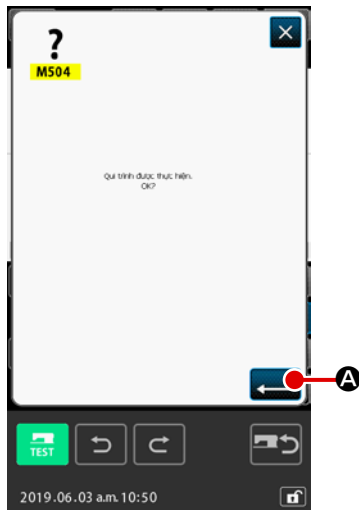 ?
M504
Qui trình được thực hiện.
OK?
A
TEST
2019.06.03 a.m. 10:50